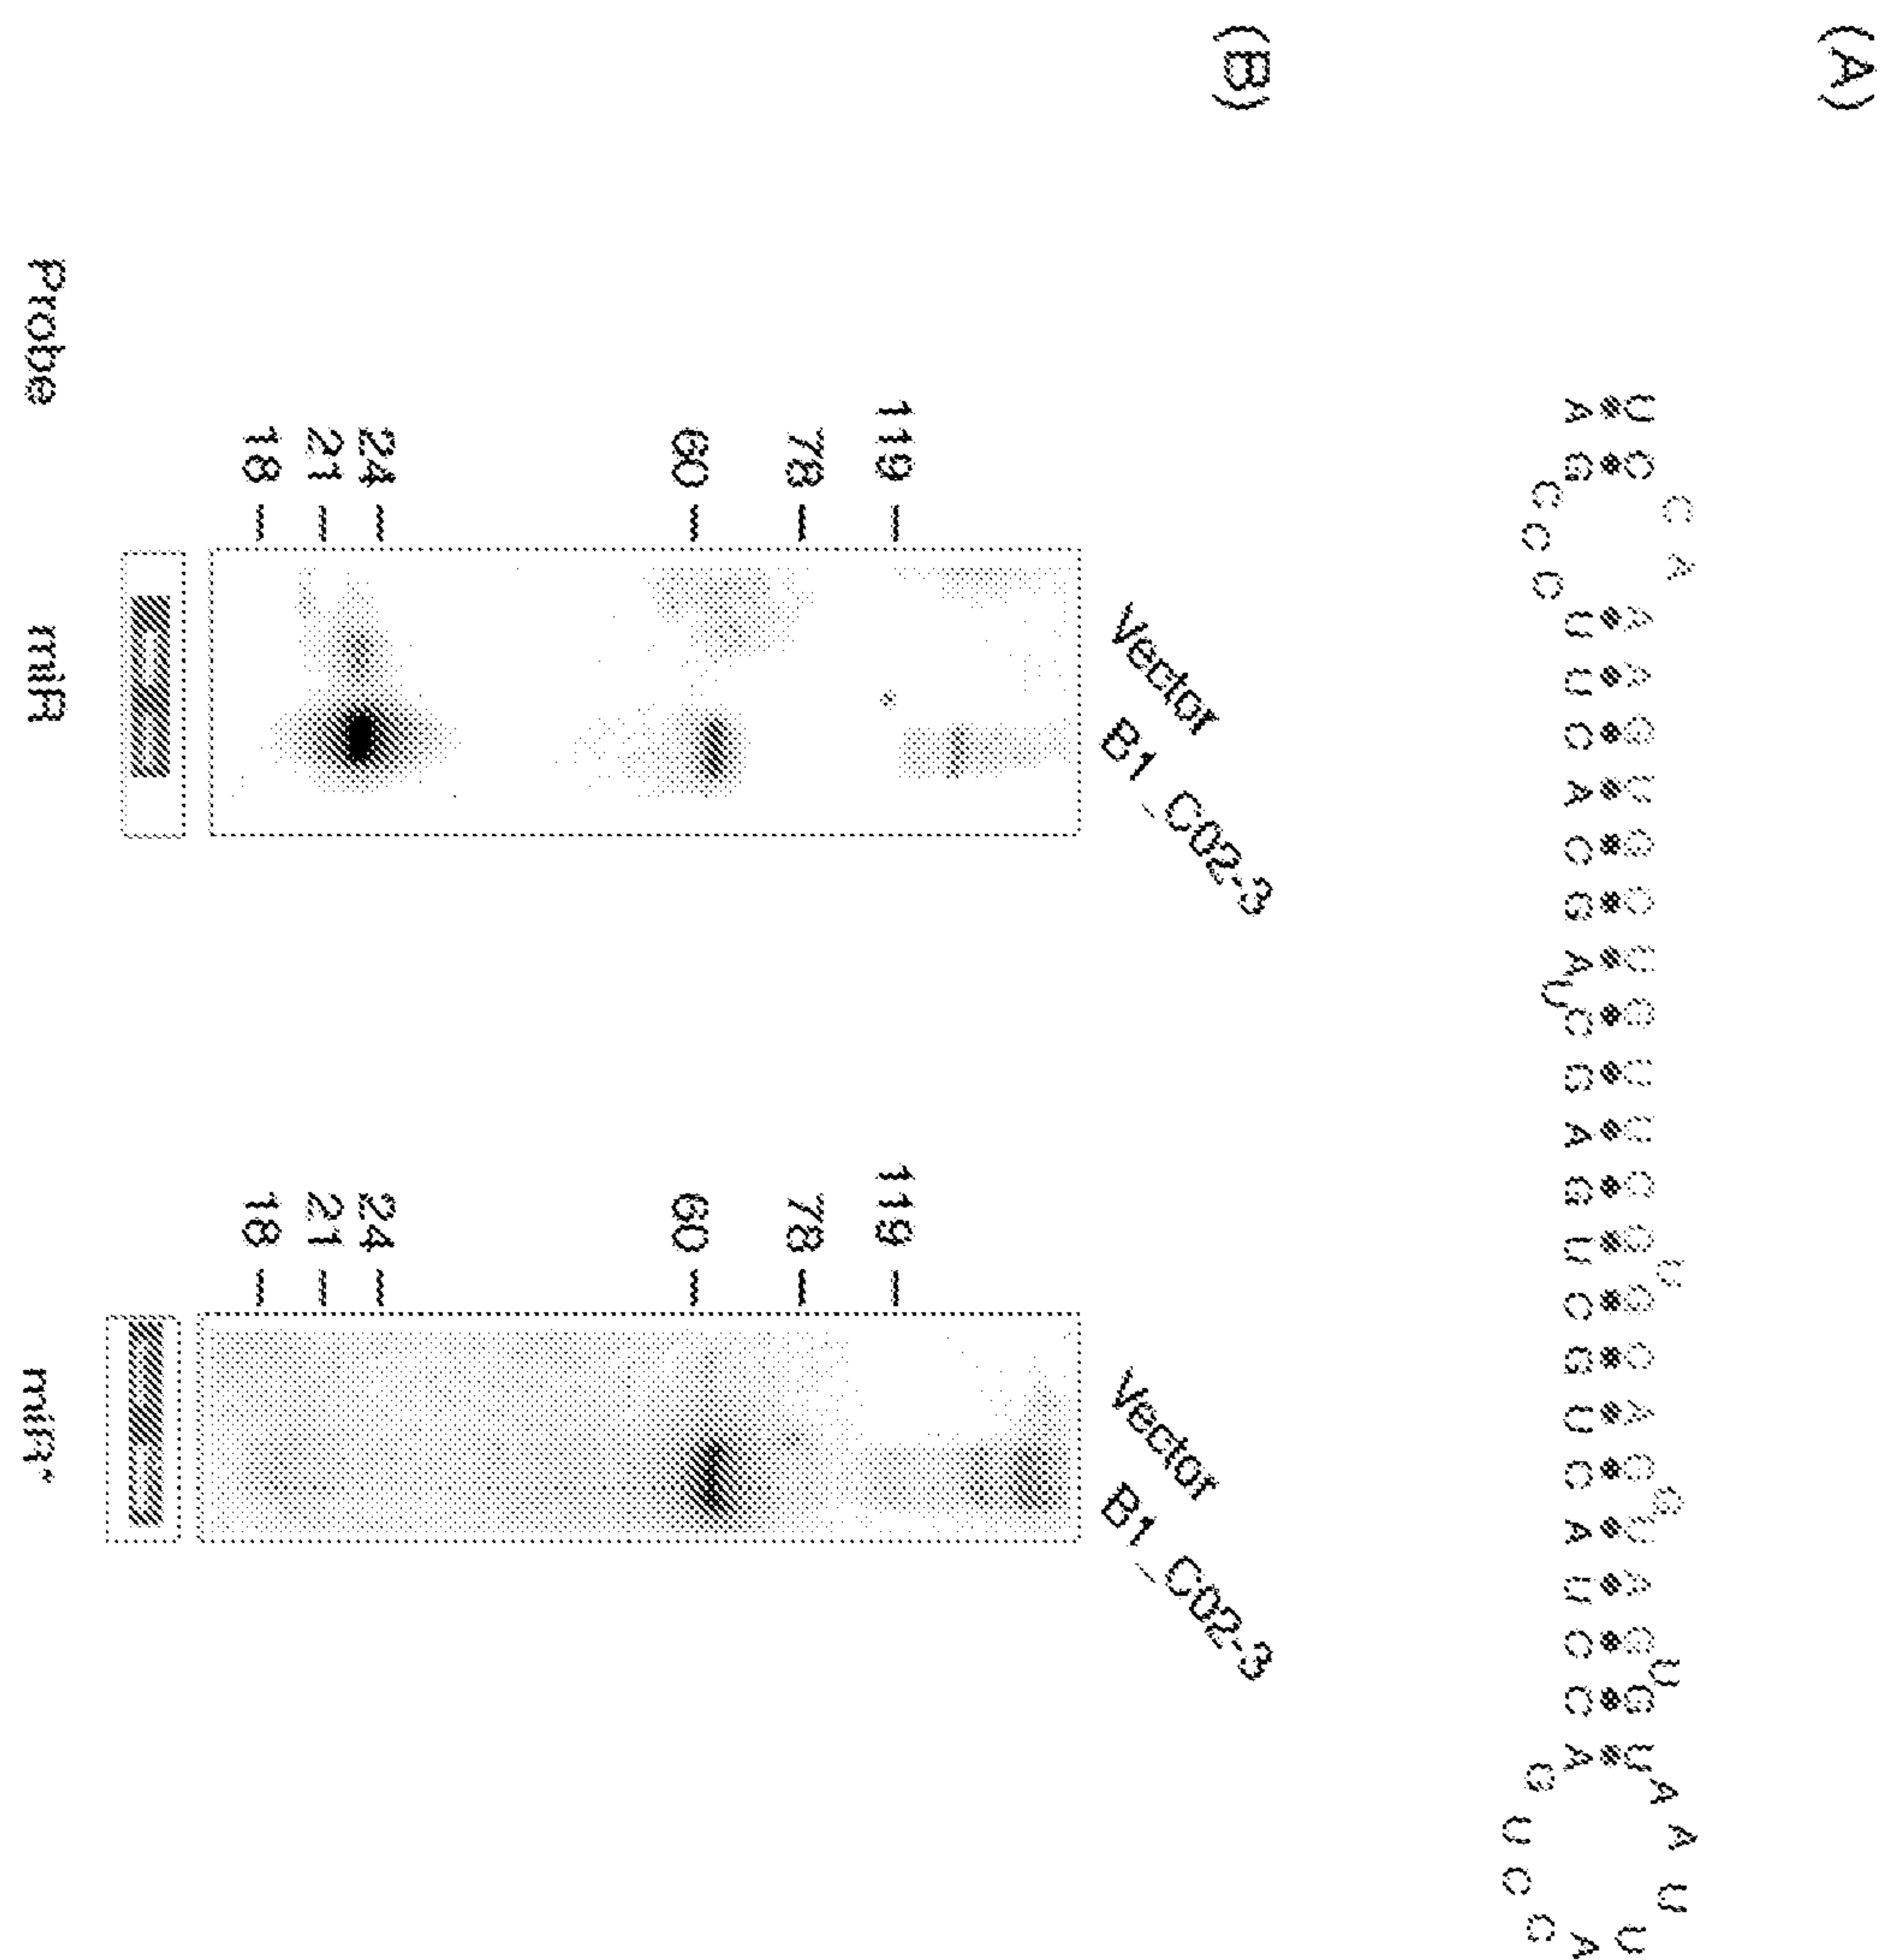 (A)
U C C A A A G U G C U G U U C G U G C A G G U A G U G U A A U U
A G C C C U U C A C G A U C G A G U C G U C A U C C A G U C G A
(B)
Vector B1_C02-3
Vector B1_C02-3
119
78
60
24
21
18
119
78
60
24
21
18
Probe miR miR*